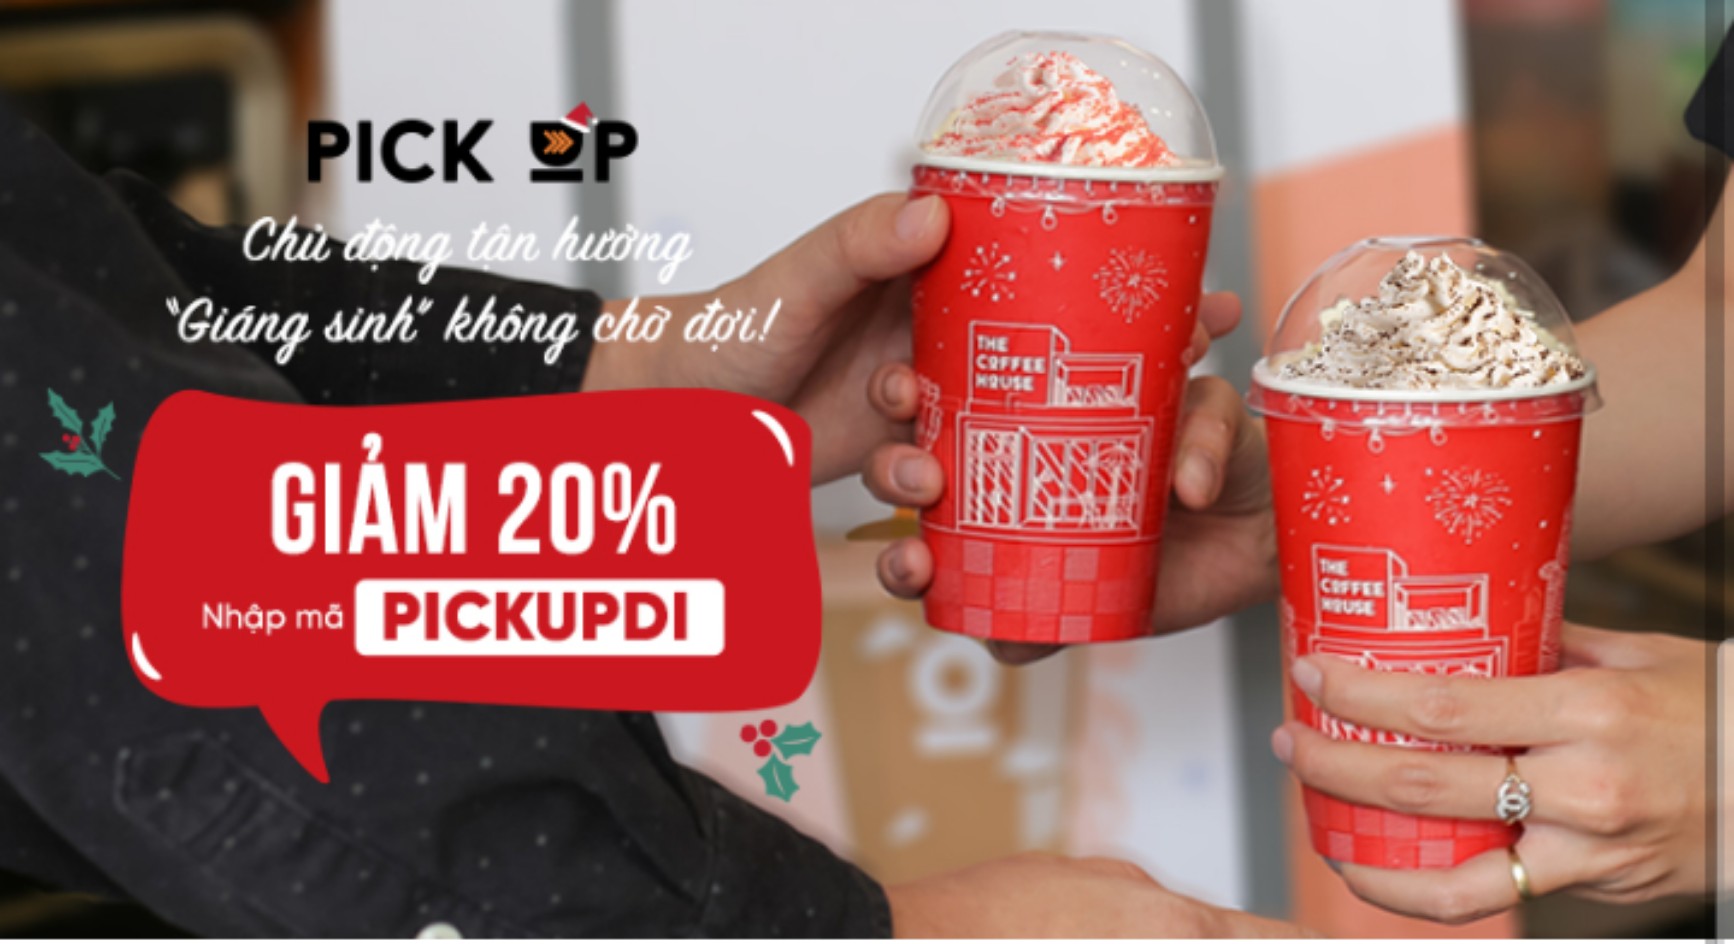 PICK UP
Chủ động tận hưởng
"Giáng sinh" không chờ đợi!
GIẢM 20%
Nhập mã PICKUPDI
THE
COFFEE
HOUSE
THE
COFFEE
HOUSE